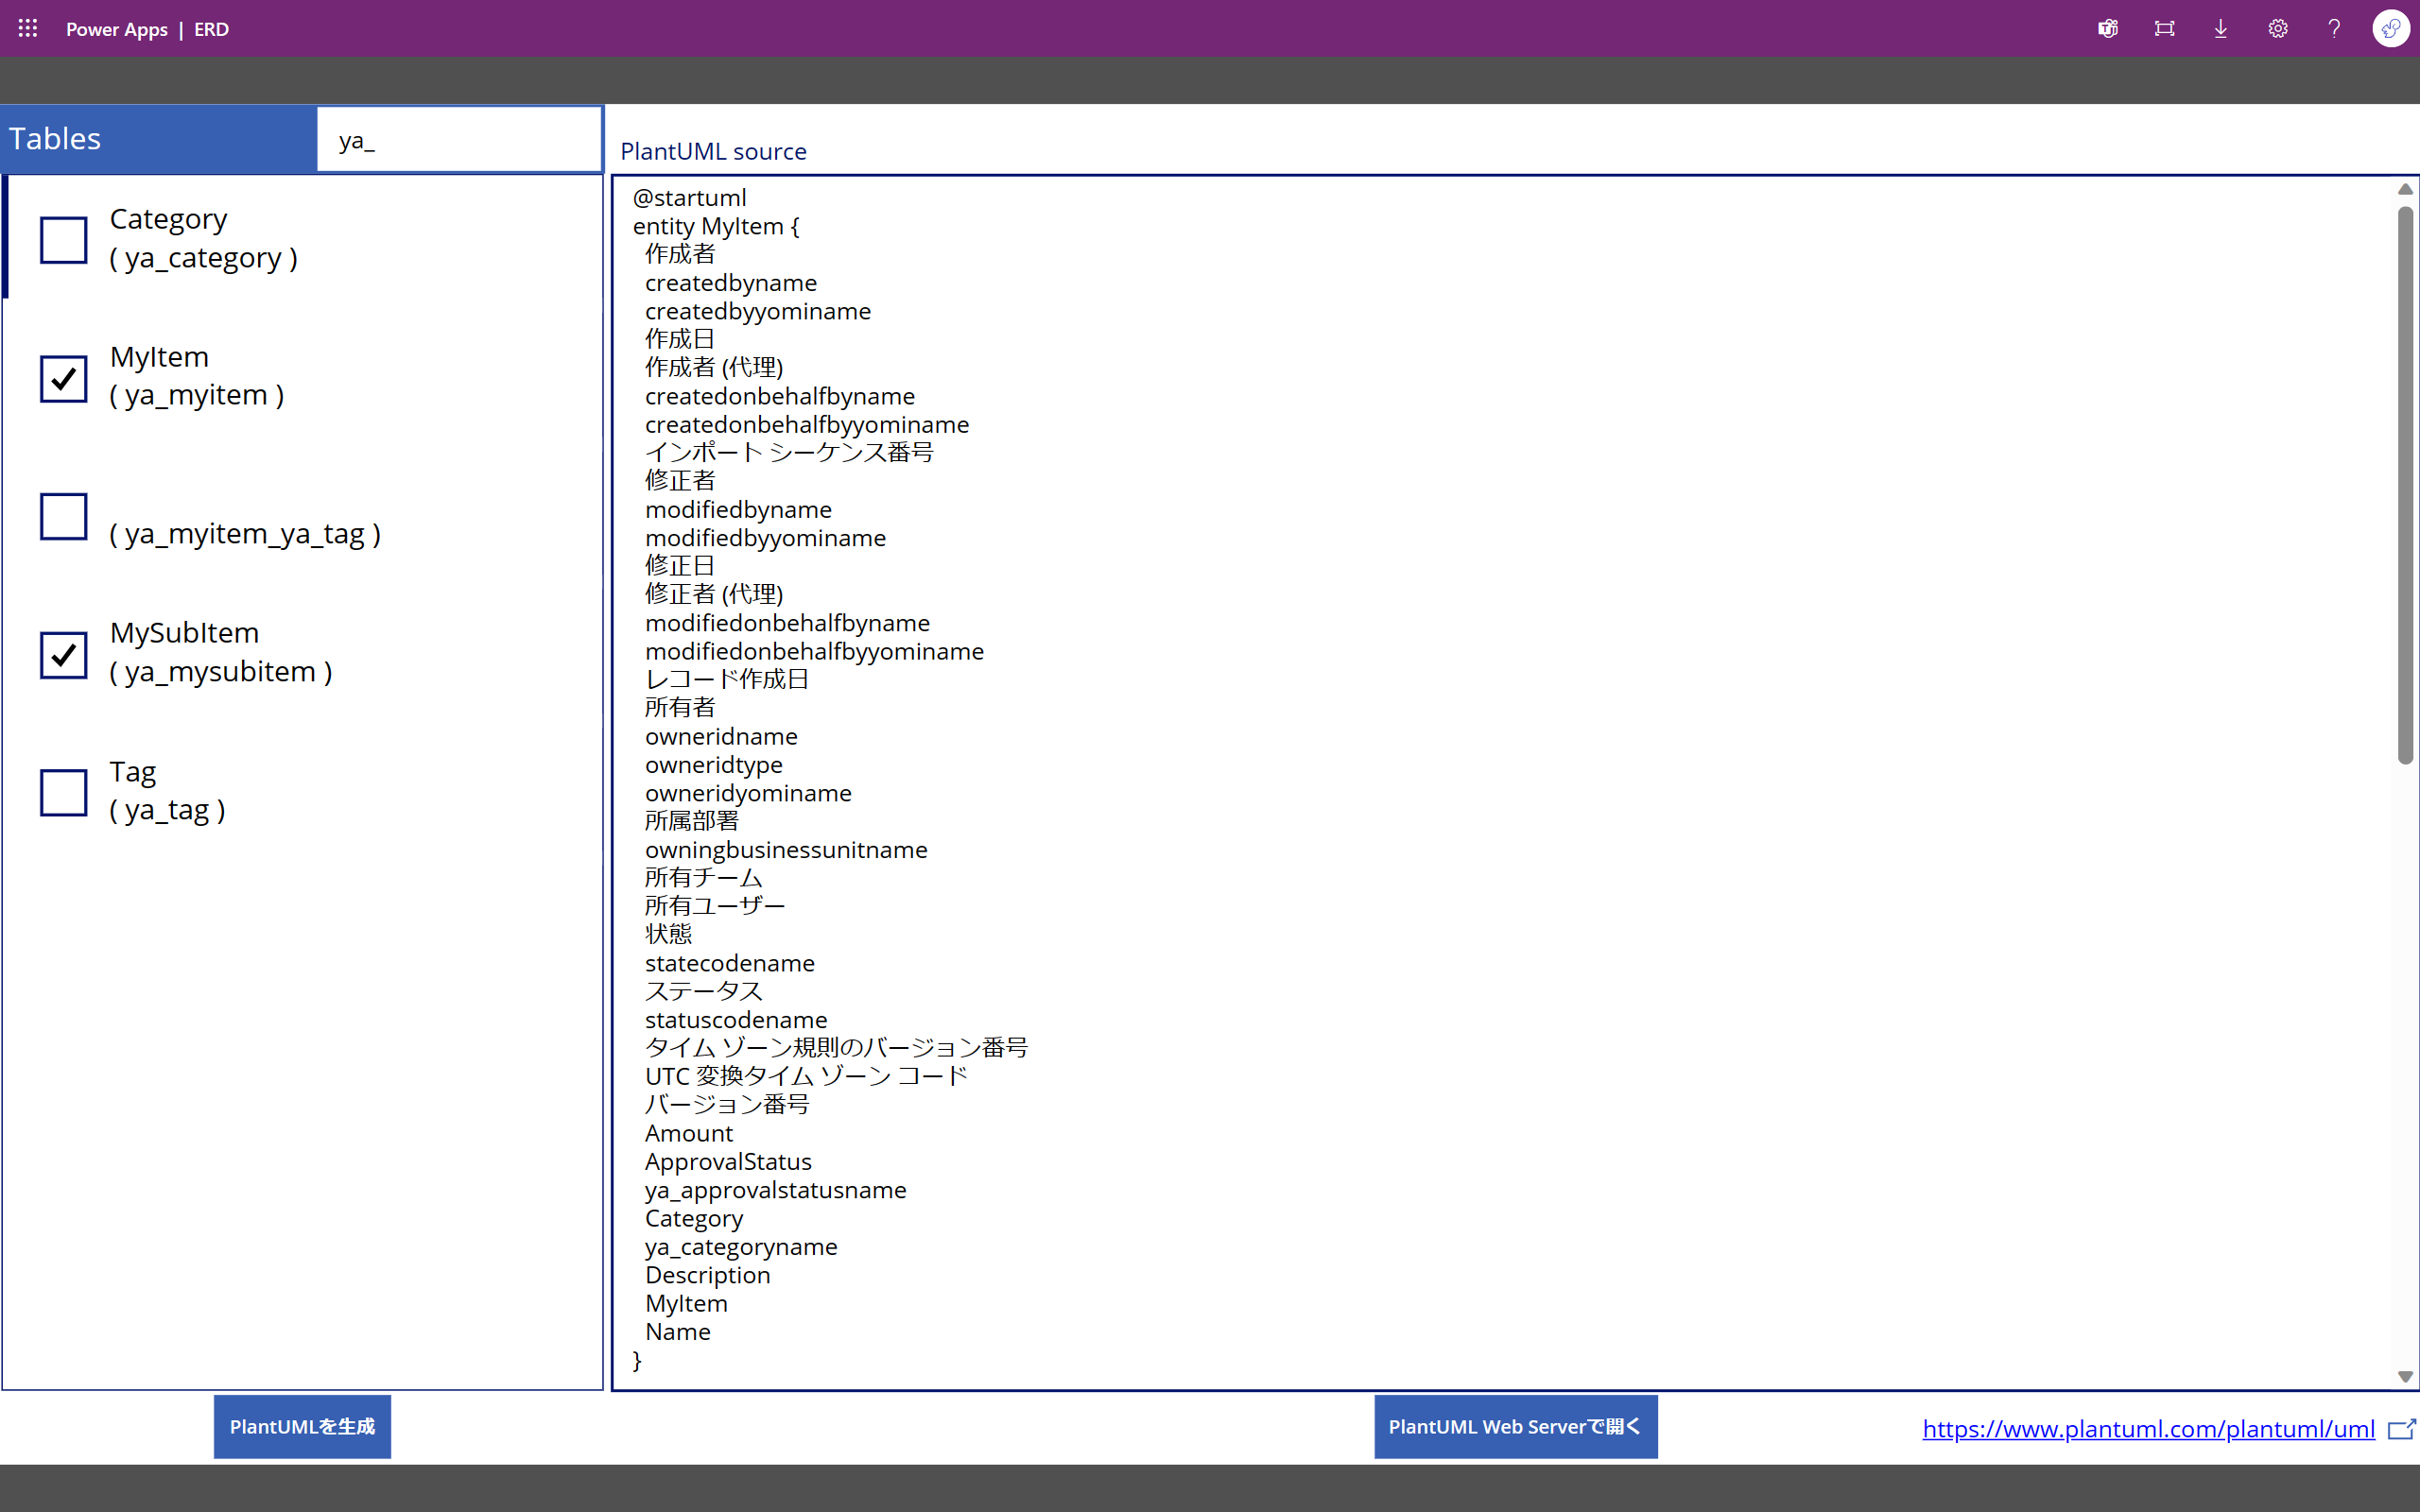 Power Apps | ERD
Tables
ya_
Category
( ya_category )
MyItem
( ya_myitem )
( ya_myitem_ya_tag )
MySubItem
( ya_mysubitem )
Tag
( ya_tag )
PlantUMLを生成
PlantUML source
@startuml
entity MyItem {
作成者
createdbyname
createdbyyominame
作成日
作成者 (代理)
createdonbehalfbyname
createdonbehalfbyyominame
インポート シーケンス番号
修正者
modifiedbyname
modifiedbyyominame
修正日
修正者 (代理)
modifiedonbehalfbyname
modifiedonbehalfbyyominame
レコード作成日
所有者
owneridname
owneridtype
owneridyominame
所属部署
owningbusinessunitname
所有チーム
所有ユーザー
状態
statecodename
ステータス
statuscodename
タイム ゾーン規則のバージョン番号
UTC 変換タイム ゾーン コード
バージョン番号
Amount
ApprovalStatus
ya_approvalstatusname
Category
ya_categoryname
Description
MyItem
Name
}
PlantUML Web Serverで開く
https://www.plantuml.com/plantuml/uml